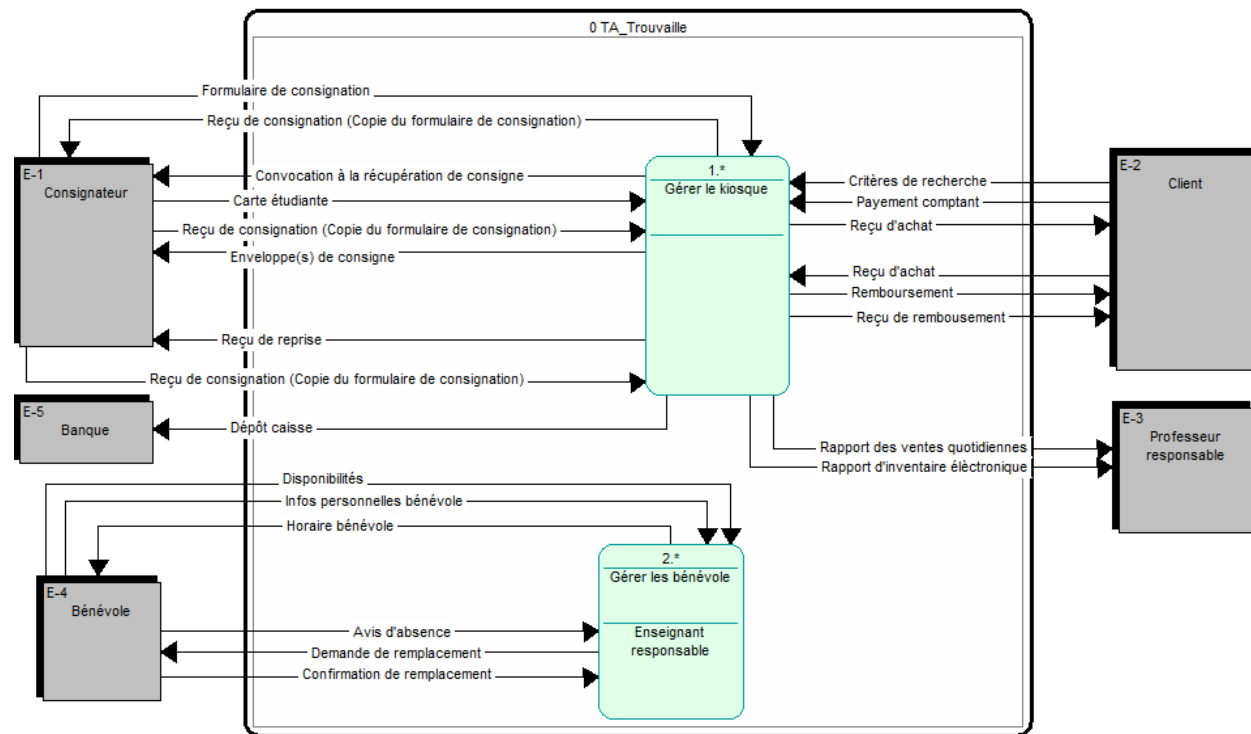 0 TA_Trouvaille
Formulaire de consignation
Reçu de consignation (Copie du formulaire de consignation)
E-1
Consignateur
Convocation à la récupération de consigne
Carte étudiante
Reçu de consignation (Copie du formulaire de consignation)
Enveloppe(s) de consigne
Reçu de reprise
Reçu de consignation (Copie du formulaire de consignation)
1.*
Gérer le kiosque
E-2
Client
Critères de recherche
Payement comptant
Reçu d'achat
Reçu d'achat
Remboursement
Reçu de rembousement
E-5
Banque
Dépôt caisse
E-3
Professeur
responsable
Rapport des ventes quotidiennes
Rapport d'inventaire élèctronique
Disponibilités
Infos personnelles bénévole
Horaire bénévole
2.*
Gérer les bénévole
Enseignant
responsable
E-4
Bénévole
Avis d'absence
Demande de remplacement
Confirmation de remplacement